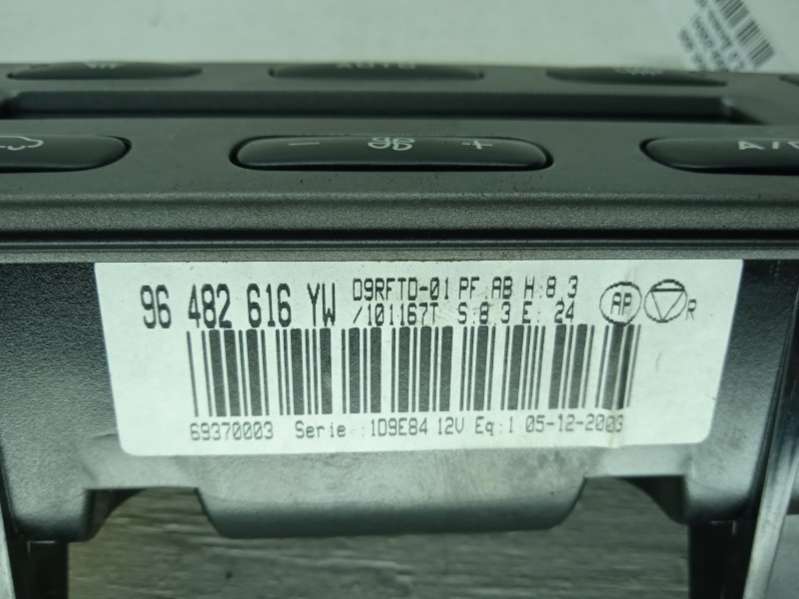 AUTO
- +
A/C
96 482 616 YW
D9RFTD-01 PF:AB H:8,3
/101167T S:8,3 E:24
AP R
69370003 Serie :1D9E84 12V Eq:1 05-12-2003